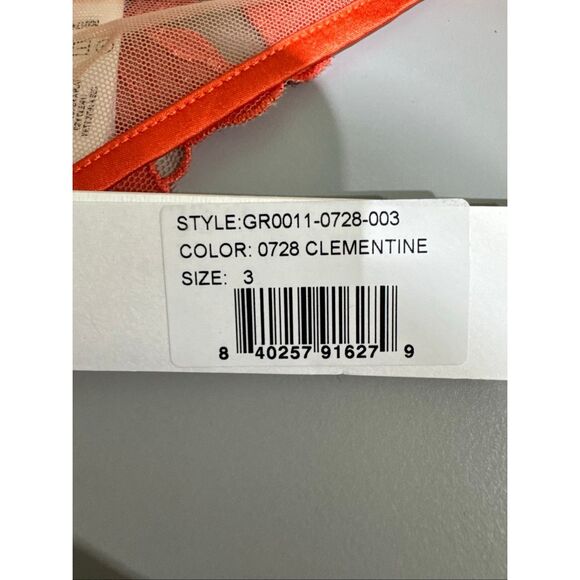 STYLE:GR0011-0728-003
COLOR: 0728 CLEMENTINE
SIZE: 3
8 40257 91627 9